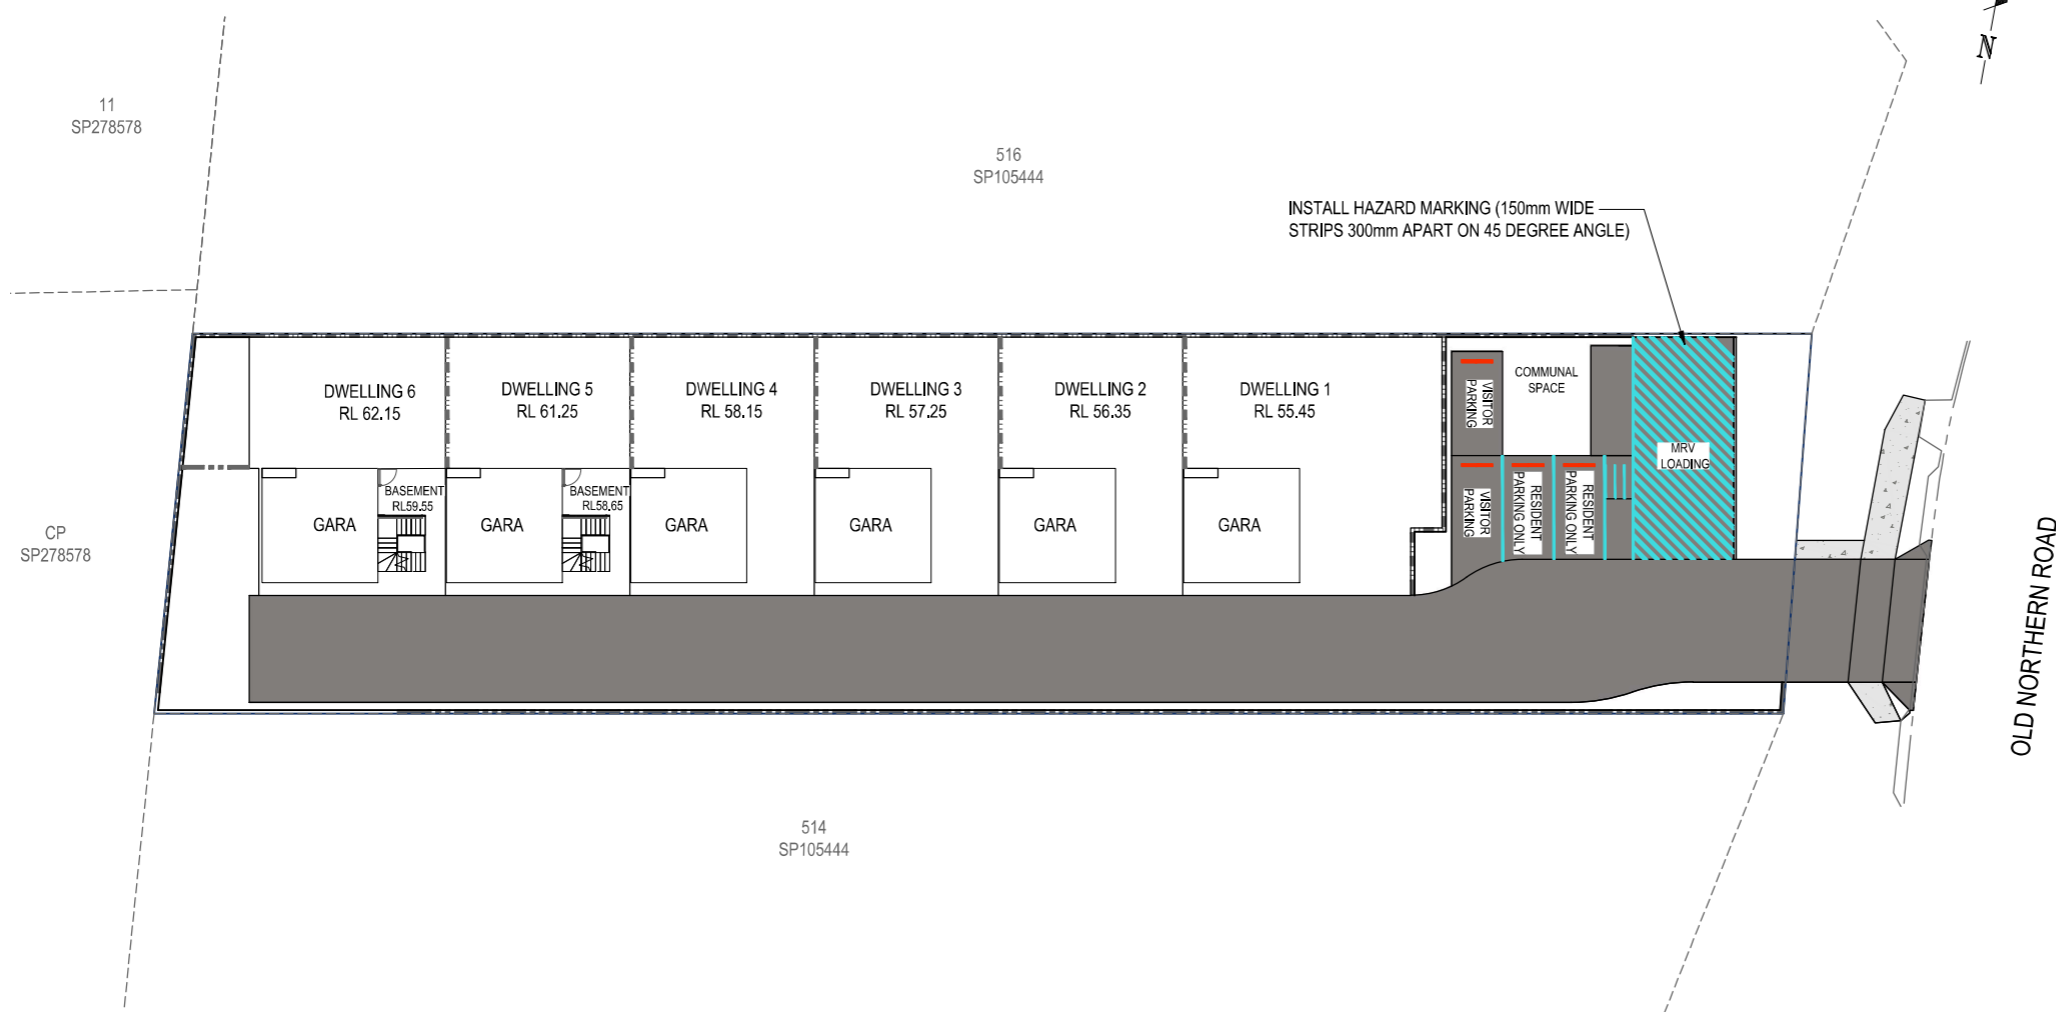 N
11
SP278578
516
SP105444
INSTALL HAZARD MARKING (150mm WIDE
STRIPS 300mm APART ON 45 DEGREE ANGLE)
DWELLING 6
RL 62.15
DWELLING 5
RL 61.25
DWELLING 4
RL 58.15
DWELLING 3
RL 57.25
DWELLING 2
RL 56.35
DWELLING 1
RL 55.45
VISITOR
PARKING
COMMUNAL
SPACE
MRV
LOADING
BASEMENT
RL59.55
BASEMENT
RL58.65
GARA
GARA
GARA
GARA
GARA
GARA
VISITOR
PARKING
RESIDENT
PARKING ONLY
RESIDENT
PARKING ONLY
CP
SP278578
OLD NORTHERN ROAD
514
SP105444